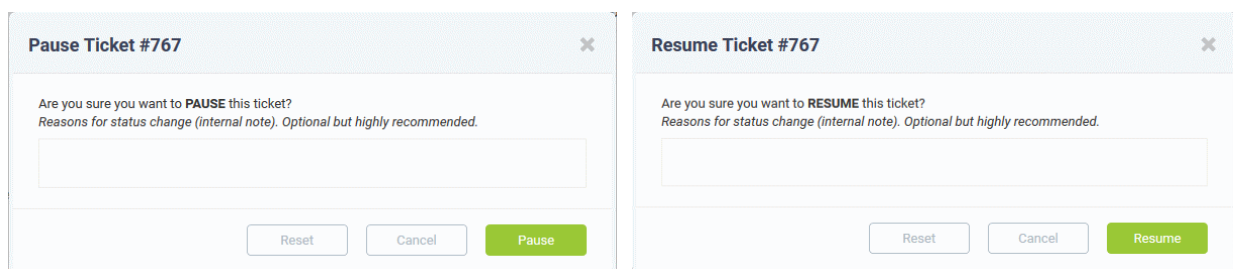 Pause Ticket #767
Are you sure you want to PAUSE this ticket?
Reasons for status change (internal note). Optional but highly recommended.
Reset
Cancel
Pause
Resume Ticket #767
Are you sure you want to RESUME this ticket?
Reasons for status change (internal note). Optional but highly recommended.
Reset
Cancel
Resume